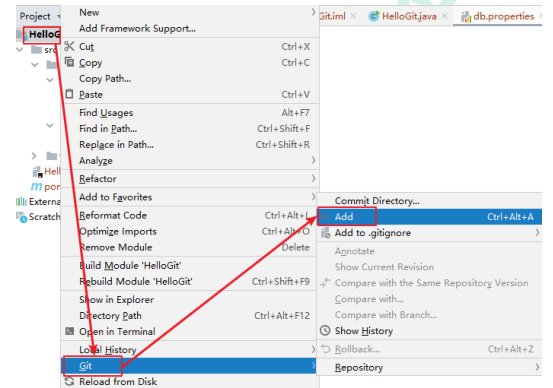 Project
HelloG
src
Hell
por
Externa
Scratch
New
Add Framework Support...
Cut Ctrl+X
Copy Ctrl+C
Copy Path...
Paste Ctrl+V
Find Usages Alt+F7
Find in Path... Ctrl+Shift+F
Replace in Path... Ctrl+Shift+R
Analyze
Refactor
Add to Favorites
Reformat Code Ctrl+Alt+L
Optimize Imports Ctrl+Alt+O
Remove Module Delete
Build Module 'HelloGit'
Rebuild Module 'HelloGit' Ctrl+Shift+F9
Show in Explorer
Directory Path Ctrl+Alt+F12
Open in Terminal
Local History
Git
Reload from Disk
Git.iml HelloGit.java db.properties
Commit Directory...
Add Ctrl+Alt+A
Add to .gitignore
Annotate
Show Current Revision
Compare with the Same Repository Version
Compare with...
Compare with Branch...
Show History
Rollback... Ctrl+Alt+Z
Repository